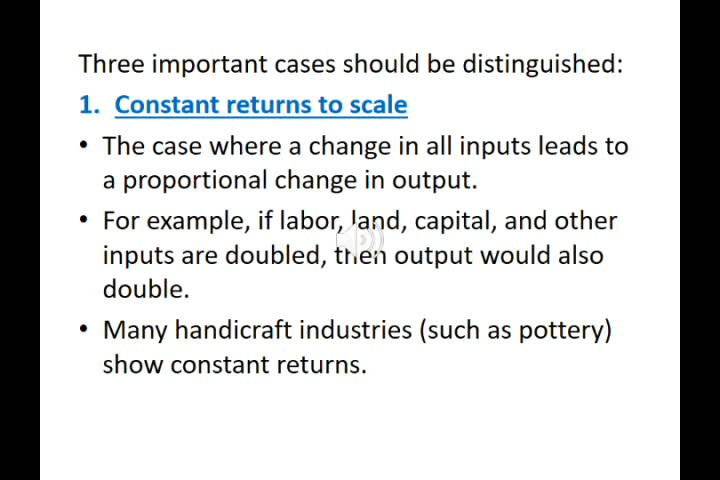 Three important cases should be distinguished:
1. Constant returns to scale
• The case where a change in all inputs leads to
a proportional change in output.
• For example, if labor, land, capital, and other
inputs are doubled, then output would also
double.
• Many handicraft industries (such as pottery)
show constant returns.